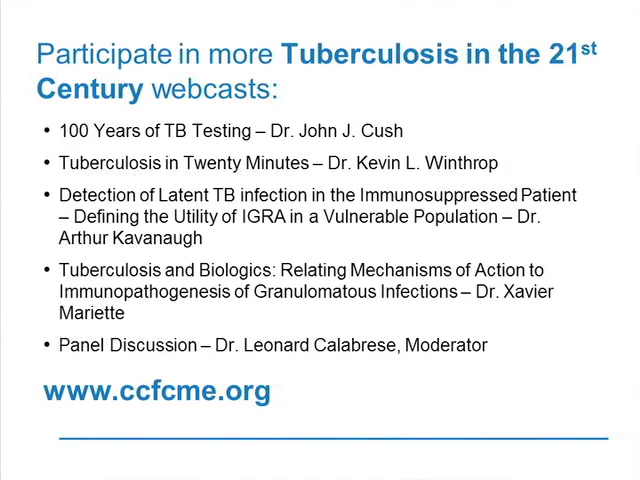 Participate in more Tuberculosis in the 21st
Century webcasts:
• 100 Years of TB Testing – Dr. John J. Cush
• Tuberculosis in Twenty Minutes – Dr. Kevin L. Winthrop
• Detection of Latent TB infection in the Immunosuppressed Patient
– Defining the Utility of IGRA in a Vulnerable Population – Dr.
Arthur Kavanaugh
• Tuberculosis and Biologics: Relating Mechanisms of Action to
Immunopathogenesis of Granulomatous Infections – Dr. Xavier
Mariette
• Panel Discussion – Dr. Leonard Calabrese, Moderator
www.ccfcme.org